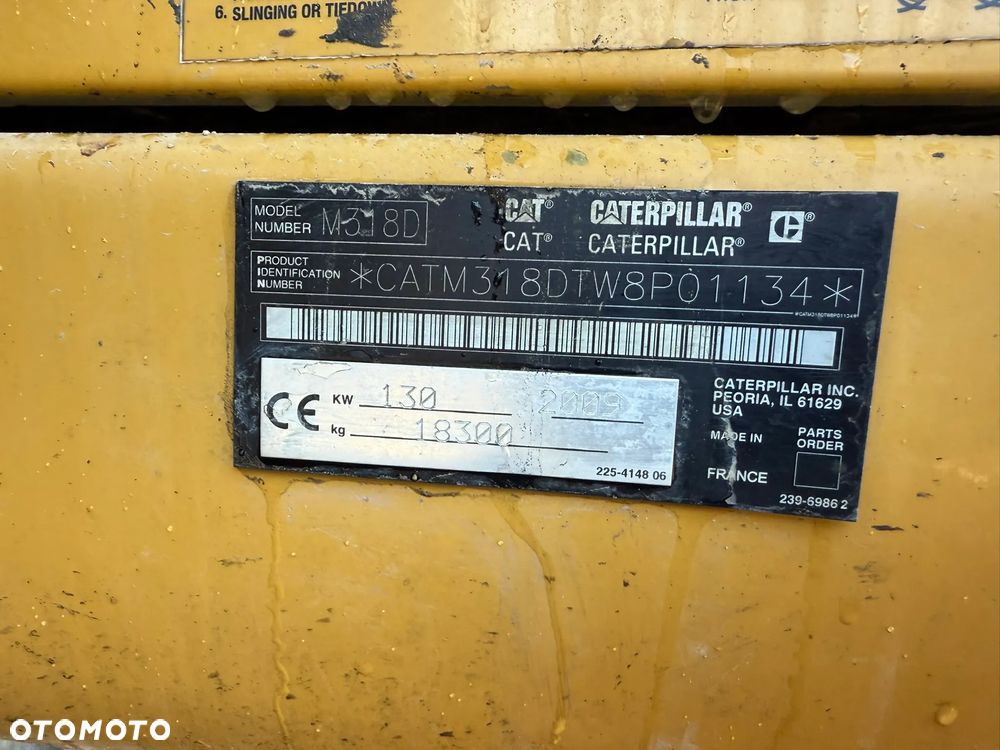 6. SLINGING OR TIEDOW
MODEL NUMBER M318D
CAT® CATERPILLAR® C®
CAT® CATERPILLAR®
PRODUCT IDENTIFICATION NUMBER *CATM318DTW8P01134*
*CATM318DTW8P01134*
CE KW 130 2009
kg 18300
225-4148 06
CATERPILLAR INC.
PEORIA, IL 61629
USA
MADE IN
FRANCE
PARTS ORDER
239-6986 2
OTOMOTO